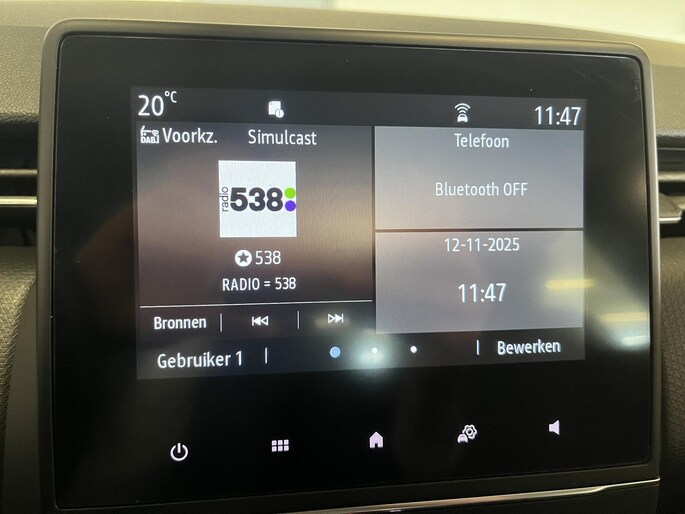 20°C
11:47
DAB Voorkz.
Simulcast
radio
538
538
RADIO = 538
Bronnen
Telefoon
Bluetooth OFF
12-11-2025
11:47
Gebruiker 1
Bewerken